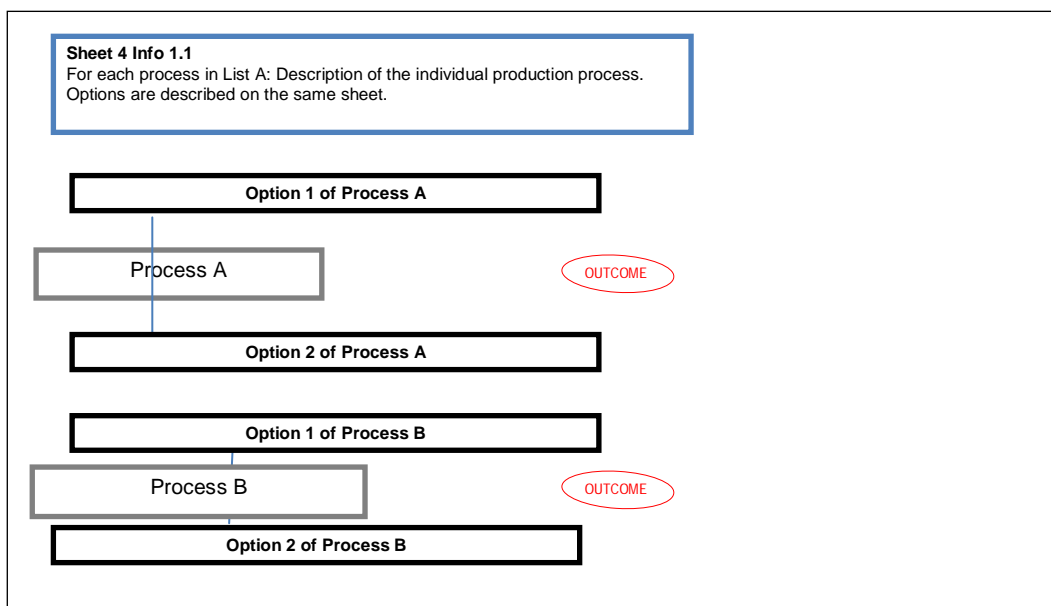 Sheet 4 Info 1.1
For each process in List A: Description of the individual production process.
Options are described on the same sheet.
Option 1 of Process A
Process A
OUTCOME
Option 2 of Process A
Option 1 of Process B
Process B
OUTCOME
Option 2 of Process B